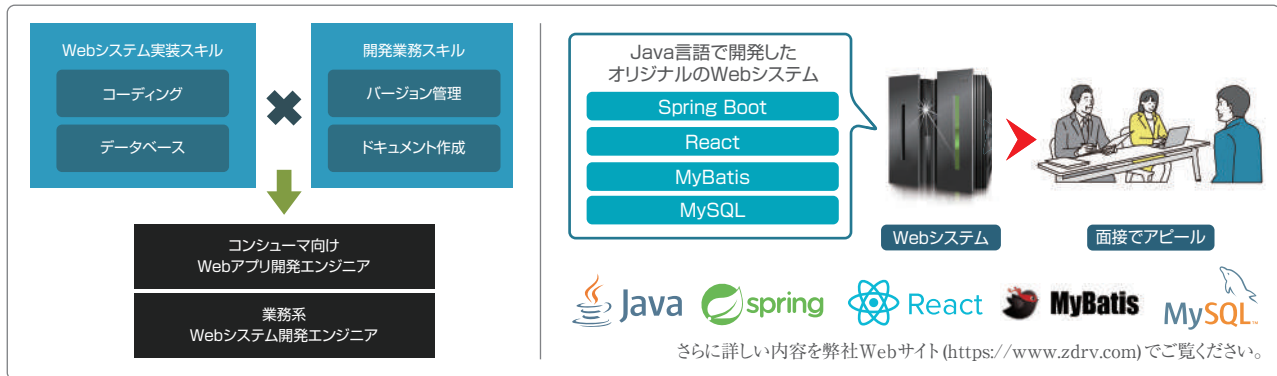 Webシステム実装スキル
コーディング
データベース
開発業務スキル
バージョン管理
ドキュメント作成
コンシューマ向け
Webアプリ開発エンジニア
業務系
Webシステム開発エンジニア
Java言語で開発した
オリジナルのWebシステム
Spring Boot
React
MyBatis
MySQL
Webシステム
面接でアピール
Java
spring
React
MyBatis
MySQL™
さらに詳しい内容を弊社Webサイト(https://www.zdrv.com)でご覧ください。